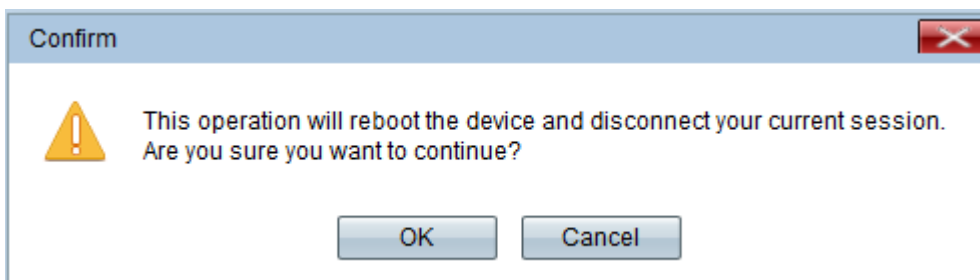 Confirm
This operation will reboot the device and disconnect your current session.
Are you sure you want to continue?
OK
Cancel